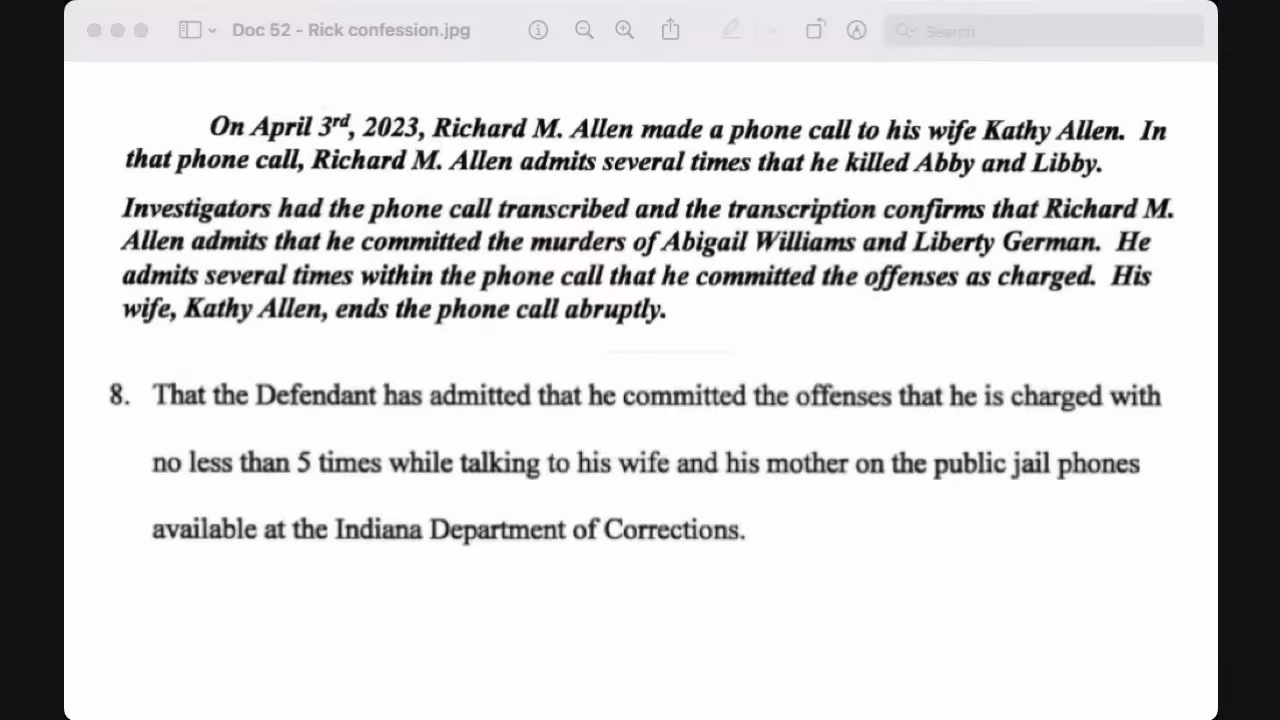 Doc 52 - Rick confession.jpg
Search
On April 3rd, 2023, Richard M. Allen made a phone call to his wife Kathy Allen. In
that phone call, Richard M. Allen admits several times that he killed Abby and Libby.
Investigators had the phone call transcribed and the transcription confirms that Richard M.
Allen admits that he committed the murders of Abigail Williams and Liberty German. He
admits several times within the phone call that he committed the offenses as charged. His
wife, Kathy Allen, ends the phone call abruptly.
8. That the Defendant has admitted that he committed the offenses that he is charged with
no less than 5 times while talking to his wife and his mother on the public jail phones
available at the Indiana Department of Corrections.